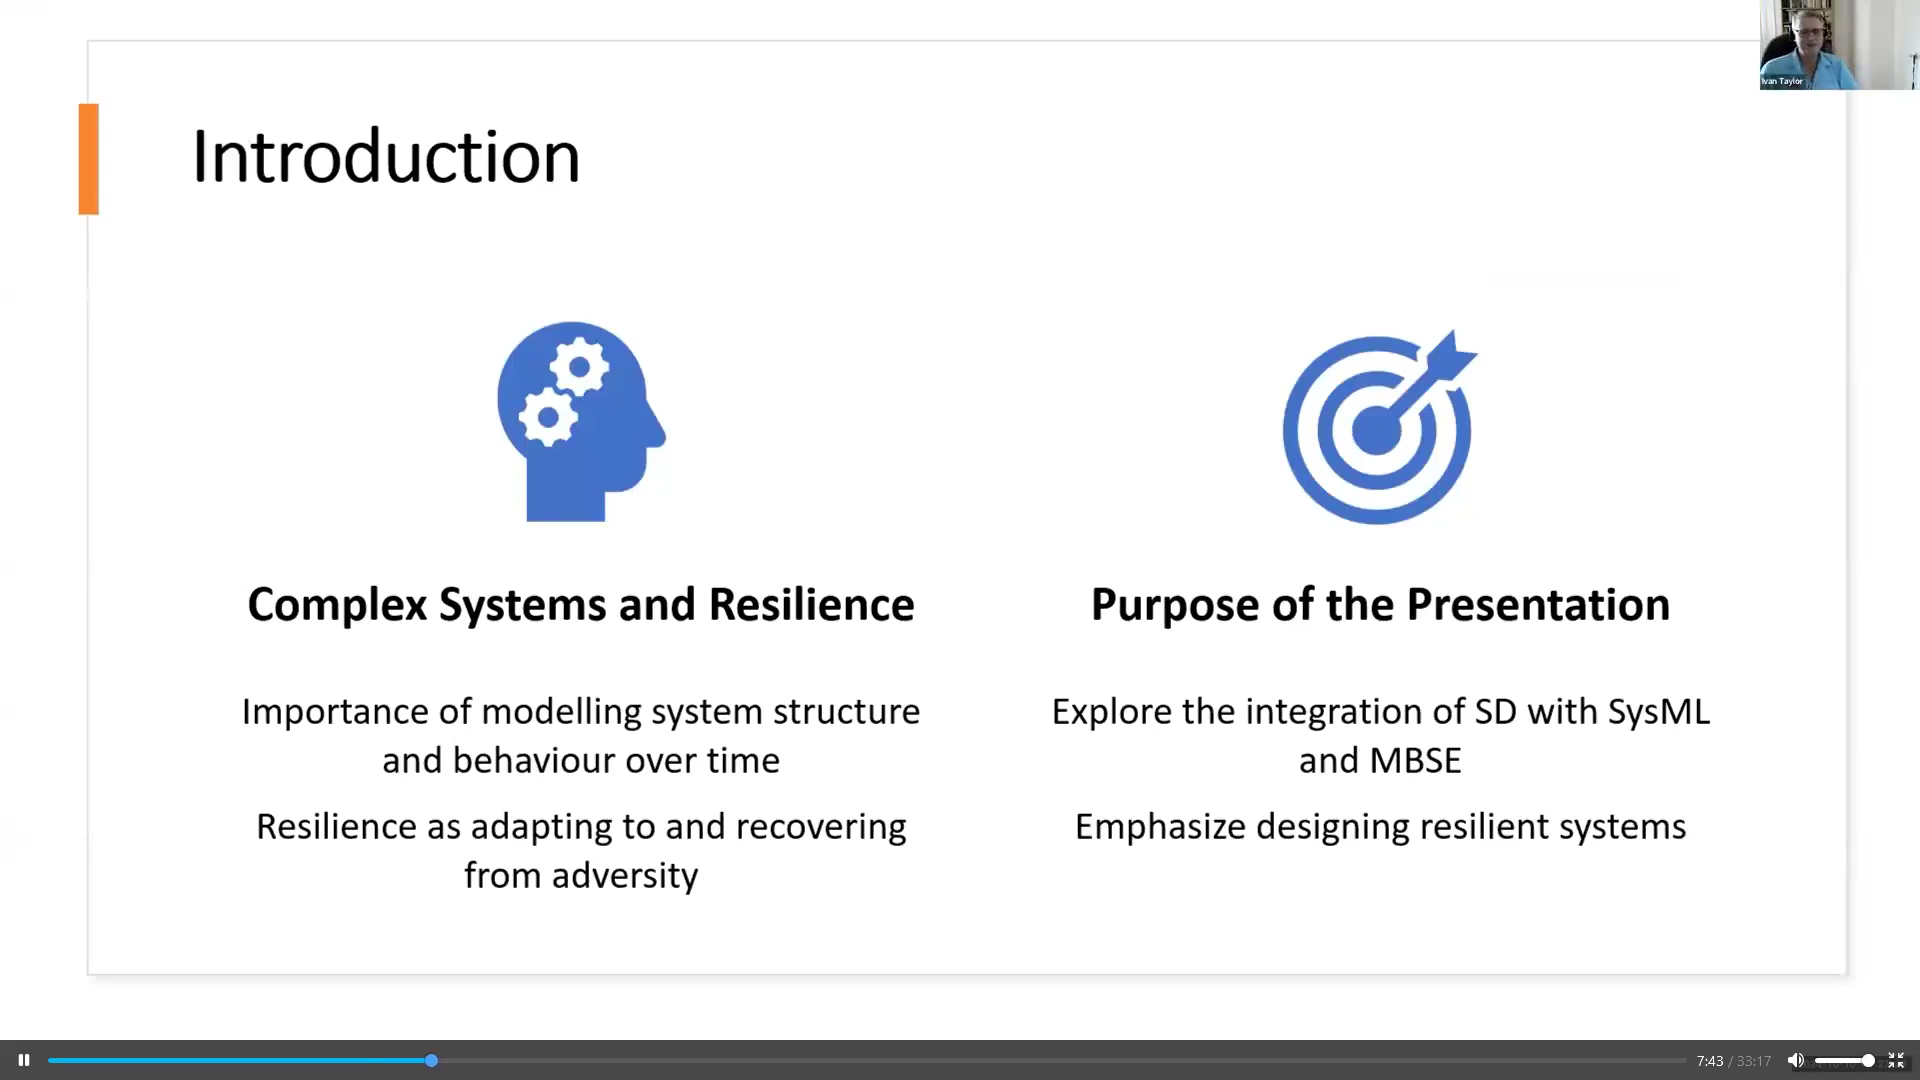 Ivan Taylor
Introduction
Complex Systems and Resilience
Importance of modelling system structure
and behaviour over time
Resilience as adapting to and recovering
from adversity
Purpose of the Presentation
Explore the integration of SD with SysML
and MBSE
Emphasize designing resilient systems
7:43 / 33:17